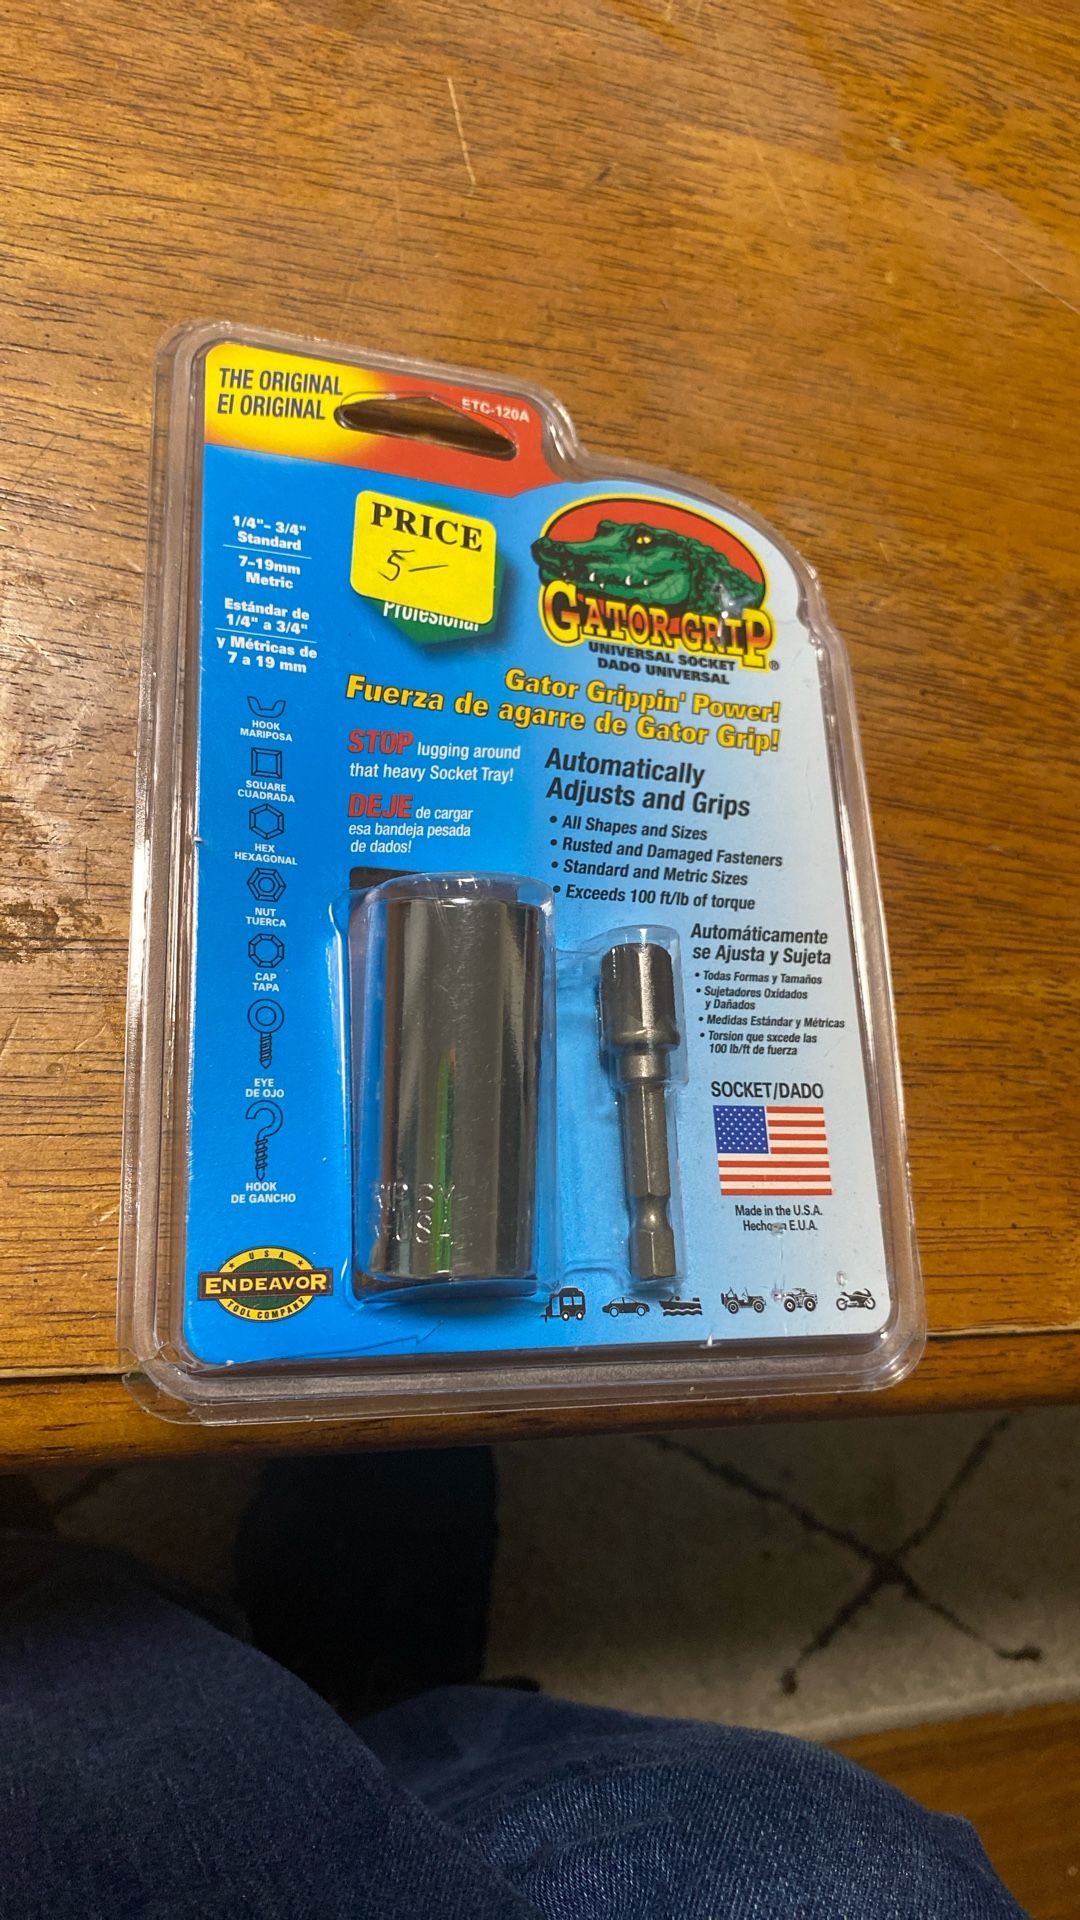 THE ORIGINAL
El ORIGINAL
ETC-120A
PRICE
5-
Profesional
1/4"- 3/4"
Standard
7-19mm
Metric
Estándar de
1/4" a 3/4"
y Métricas de
7 a 19 mm
GATOR-GRIP®
UNIVERSAL SOCKET
DADO UNIVERSAL
Gator Grippin' Power!
Fuerza de agarre de Gator Grip!
STOP lugging around
that heavy Socket Tray!
DEJE de cargar
esa bandeja pesada
de dados!
Automatically
Adjusts and Grips
• All Shapes and Sizes
• Rusted and Damaged Fasteners
• Standard and Metric Sizes
• Exceeds 100 ft/lb of torque
Automáticamente
se Ajusta y Sujeta
• Todas Formas y Tamaños
• Sujetadores Oxidados
y Dañados
• Medidas Estándar y Métricas
• Torsion que sxcede las
100 lb/ft de fuerza
HOOK
MARIPOSA
SQUARE
CUADRADA
HEX
HEXAGONAL
NUT
TUERCA
CAP
TAPA
EYE
DE OJO
HOOK
DE GANCHO
SOCKET/DADO
Made in the U.S.A.
Hecho E.U.A.
USA
ENDEAVOR
TOOL COMPANY